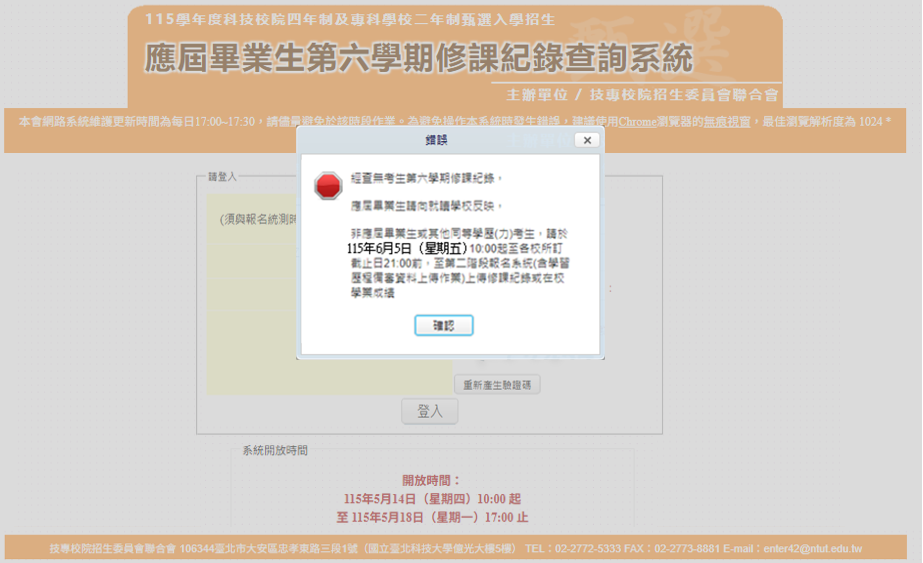 115學年度科技校院四年制及專科學校二年制甄選入學招生
應屆畢業生第六學期修課紀錄查詢系統
主辦單位 / 技專校院招生委員會聯合會
本會網路系統維護更新時間為每日17:00~17:30，請儘量避免於該時段作業。為避免操作本系統時發生錯誤，建議使用Chrome瀏覽器的無痕視窗，最佳瀏覽解析度為 1024 *
錯誤
請登入
經查無考生第六學期修課紀錄，
應屆畢業生請向就讀學校反映，
(須與報名統測時
非應屆畢業生或其他同等學歷(力)考生，請於
115年6月5日（星期五）10:00起至各校所訂
截止日21:00前，至第二階段報名系統(含學習
歷程備審資料上傳作業)上傳修課紀錄或在校
學業成績
確認
重新產生驗證碼
登入
系統開放時間
開放時間：
115年5月14日（星期四）10:00 起
至 115年5月18日（星期一）17:00 止
技專校院招生委員會聯合會 106344臺北市大安區忠孝東路三段1號（國立臺北科技大學億光大樓5樓） TEL：02-2772-5333 FAX：02-2773-8881 E-mail：enter42@ntut.edu.tw